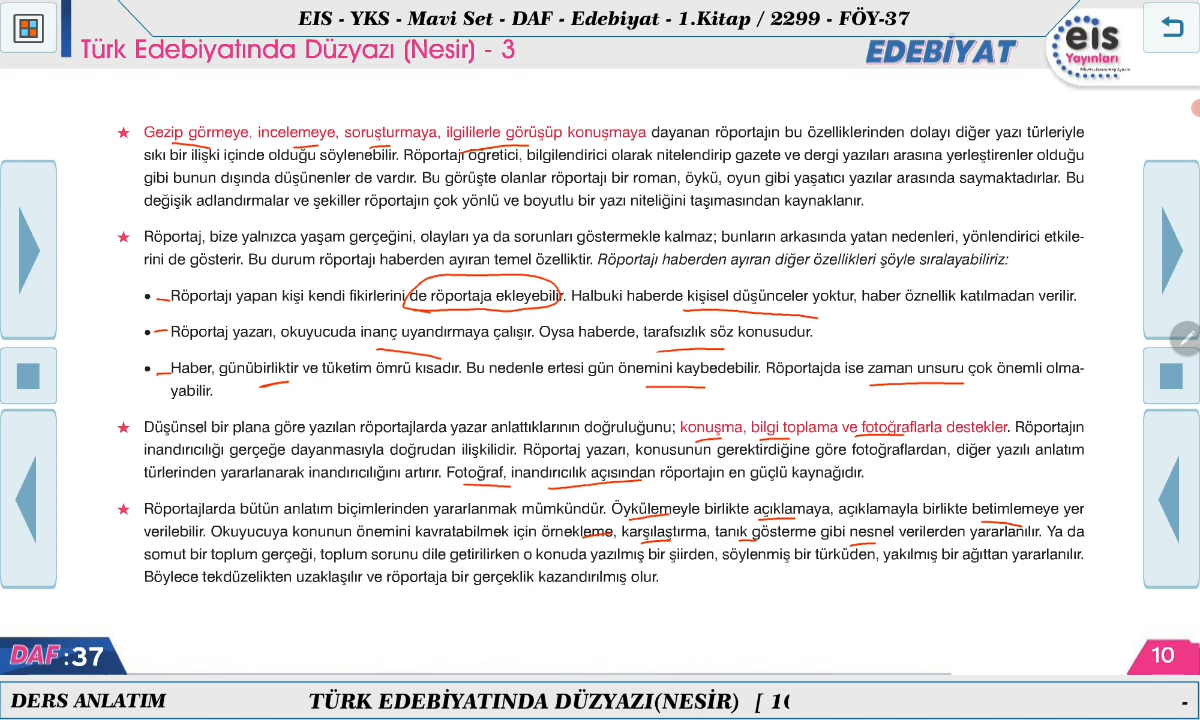 EIS - YKS - Mavi Set - DAF - Edebiyat - 1.Kitap / 2299 - FÖY-37
Türk Edebiyatında Düzyazı (Nesir) - 3
EDEBİYAT
eis
Yayınları
★ Gezip görmeye, incelemeye, soruşturmaya, ilgililerle görüşüp konuşmaya dayanan röportajın bu özelliklerinden dolayı diğer yazı türleriyle
sıkı bir ilişki içinde olduğu söylenebilir. Röportajı öğretici, bilgilendirici olarak nitelendirip gazete ve dergi yazıları arasına yerleştirenler olduğu
gibi bunun dışında düşünenler de vardır. Bu görüşte olanlar röportajı bir roman, öykü, oyun gibi yaşatıcı yazılar arasında saymaktadırlar. Bu
değişik adlandırmalar ve şekiller röportajın çok yönlü ve boyutlu bir yazı niteliğini taşımasından kaynaklanır.
★ Röportaj, bize yalnızca yaşam gerçeğini, olayları ya da sorunları göstermekle kalmaz; bunların arkasında yatan nedenleri, yönlendirici etkile-
rini de gösterir. Bu durum röportajı haberden ayıran temel özelliktir. Röportajı haberden ayıran diğer özellikleri şöyle sıralayabiliriz:
• Röportajı yapan kişi kendi fikirlerini de röportaja ekleyebilir. Halbuki haberde kişisel düşünceler yoktur, haber öznellik katılmadan verilir.
• Röportaj yazarı, okuyucuda inanç uyandırmaya çalışır. Oysa haberde, tarafsızlık söz konusudur.
• Haber, günübirliktir ve tüketim ömrü kısadır. Bu nedenle ertesi gün önemini kaybedebilir. Röportajda ise zaman unsuru çok önemli olma-
yabilir.
★ Düşünsel bir plana göre yazılan röportajlarda yazar anlattıklarının doğruluğunu; konuşma, bilgi toplama ve fotoğraflarla destekler. Röportajın
inandırıcılığı gerçeğe dayanmasıyla doğrudan ilişkilidir. Röportaj yazarı, konusunun gerektirdiğine göre fotoğraflardan, diğer yazılı anlatım
türlerinden yararlanarak inandırıcılığını artırır. Fotoğraf, inandırıcılık açısından röportajın en güçlü kaynağıdır.
★ Röportajlarda bütün anlatım biçimlerinden yararlanmak mümkündür. Öykülemeyle birlikte açıklamaya, açıklamayla birlikte betimlemeye yer
verilebilir. Okuyucuya konunun önemini kavratabilmek için örnekleme, karşılaştırma, tanık gösterme gibi nesnel verilerden yararlanılır. Ya da
somut bir toplum gerçeği, toplum sorunu dile getirilirken o konuda yazılmış bir şiirden, söylenmiş bir türküden, yakılmış bir ağıttan yararlanılır.
Böylece tekdüzelikten uzaklaşılır ve röportaja bir gerçeklik kazandırılmış olur.
DAF:37
10
DERS ANLATIM
TÜRK EDEBİYATINDA DÜZYAZI(NESİR) [ 10
-